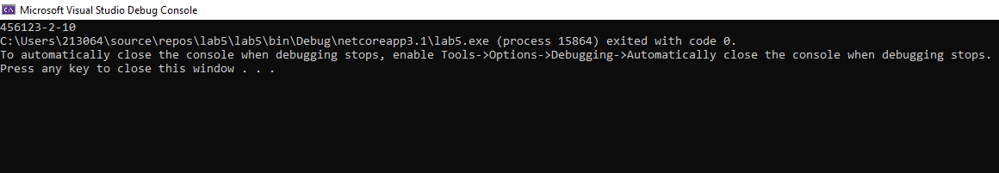 Microsoft Visual Studio Debug Console
456123-2-10
C:\Users\213064\source\repos\lab5\lab5\bin\Debug\netcoreapp3.1\lab5.exe (process 15864) exited with code 0.
To automatically close the console when debugging stops, enable Tools->Options->Debugging->Automatically close the console when debugging stops.
Press any key to close this window . . .